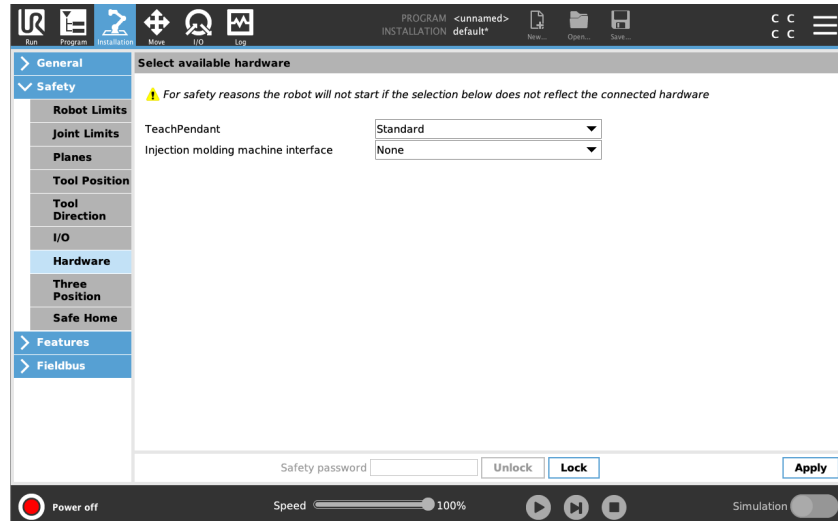 UR
Run
Program
Installation
Move
I/O
Log
PROGRAM <unnamed>
INSTALLATION default*
New...
Open...
Save...
C C
C C
General
Safety
Robot Limits
Joint Limits
Planes
Tool Position
Tool
Direction
I/O
Hardware
Three
Position
Safe Home
Features
Fieldbus
Select available hardware
! For safety reasons the robot will not start if the selection below does not reflect the connected hardware
TeachPendant Standard
Injection molding machine interface None
Safety password Unlock Lock Apply
Power off Speed 100% Simulation